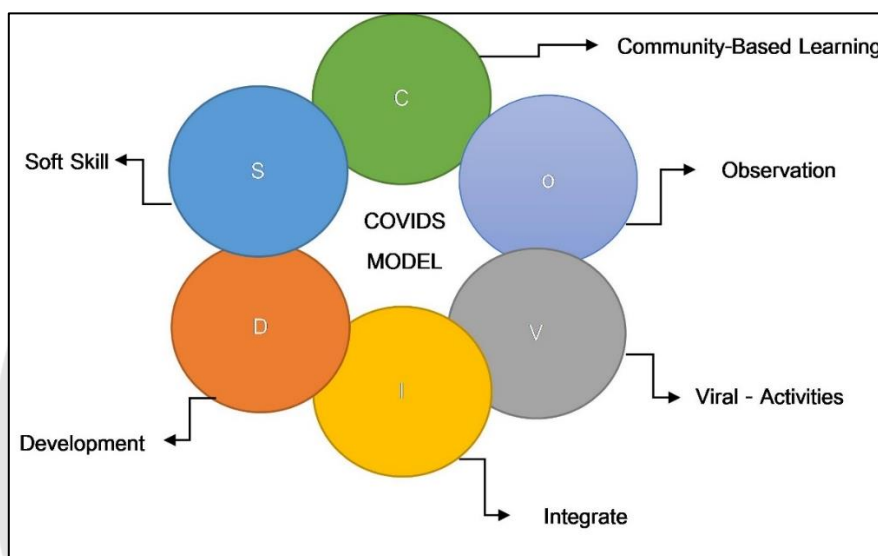 C
Community-Based Learning
S
Soft Skill
o
Observation
COVIDS
MODEL
D
V
Viral - Activities
I
Development
Integrate